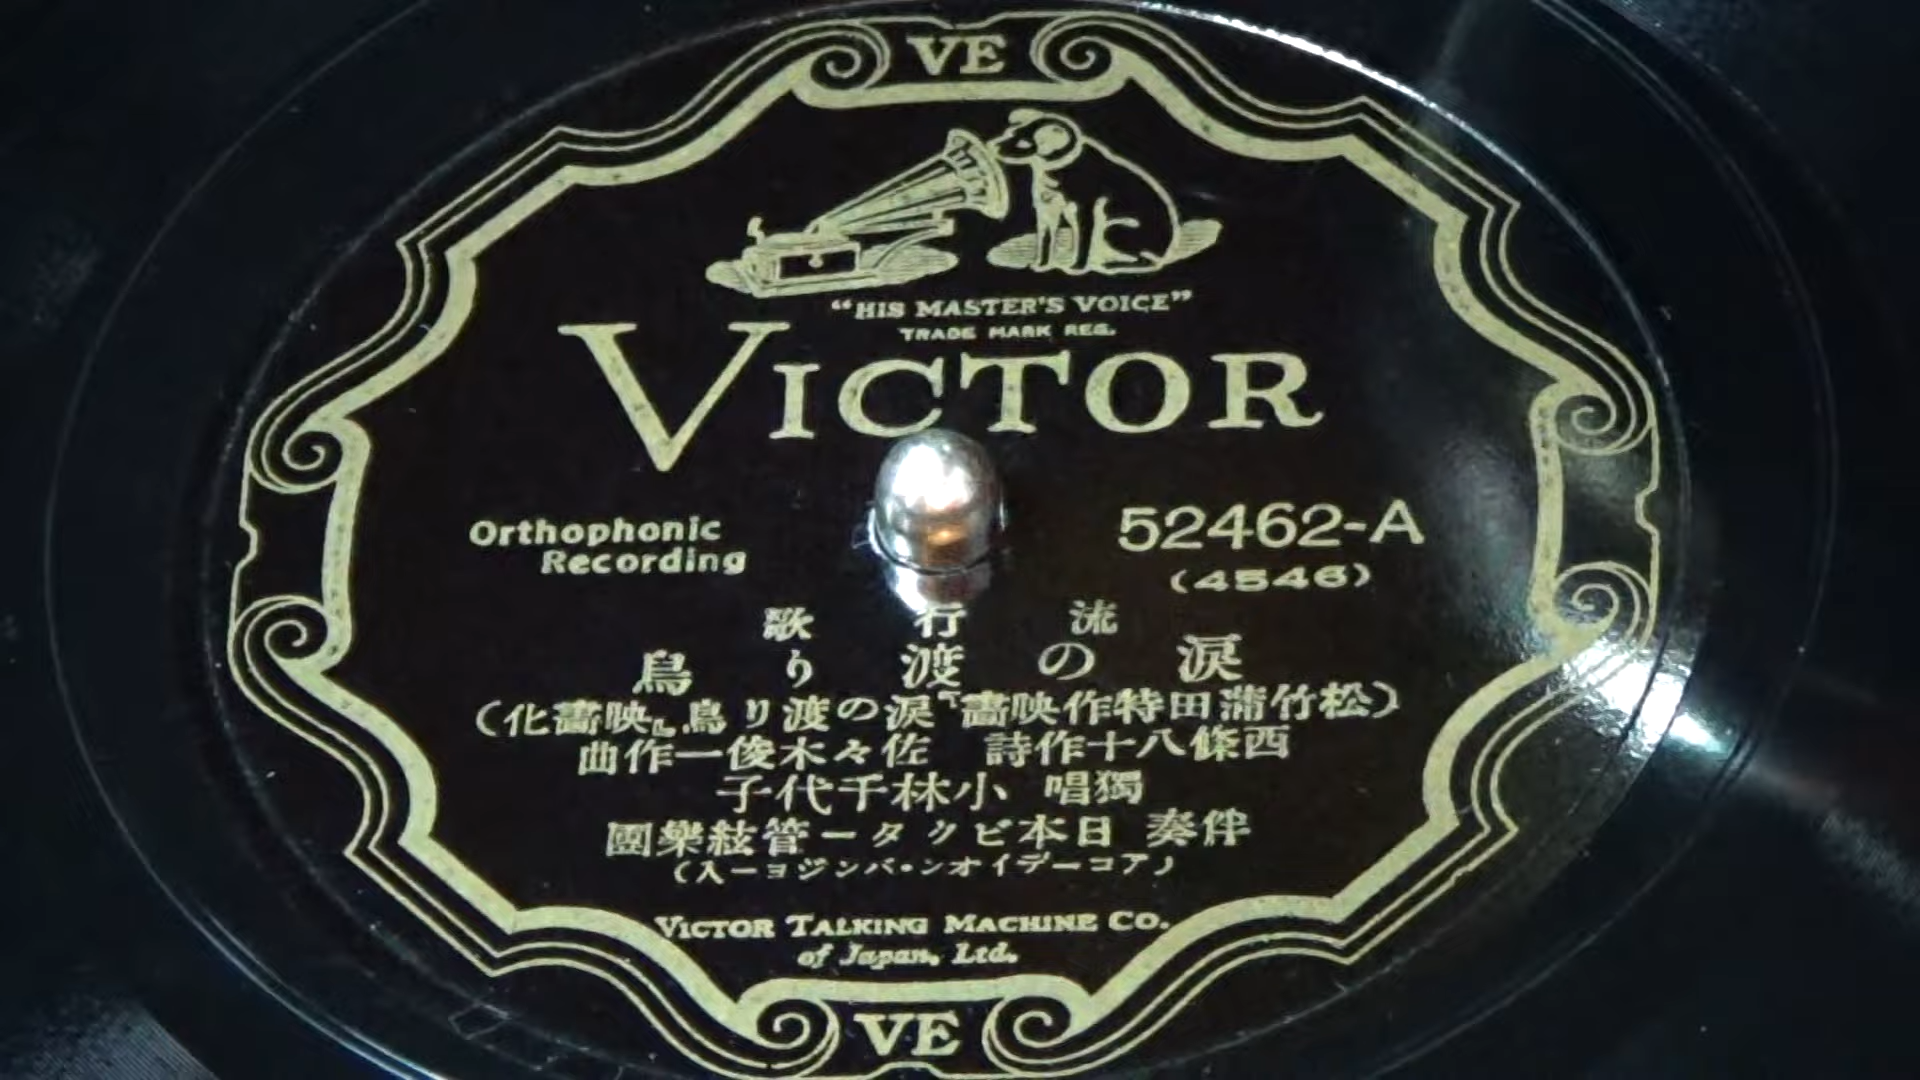 VE
"HIS MASTER'S VOICE"
TRADE MARK REG.
VICTOR
Orthophonic
Recording
52462-A
(4546)
流行歌
涙の渡り鳥
(松竹蒲田特作映畫『涙の渡り鳥』映畫化)
西條八十作詩 佐々木俊一作曲
獨唱 小林千代子
伴奏 日本ビクター管絃樂團
(アコーデイオン・バンジヨー入)
VICTOR TALKING MACHINE CO.
of Japan, Ltd.
VE